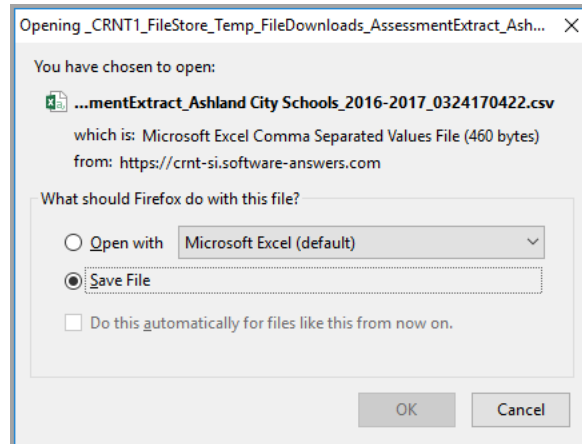 Opening _CRNT1_FileStore_Temp_FileDownloads_AssessmentExtract_Ash...
You have chosen to open:
...mentExtract_Ashland City Schools_2016-2017_0324170422.csv
which is: Microsoft Excel Comma Separated Values File (460 bytes)
from: https://crnt-si.software-answers.com
What should Firefox do with this file?
Open with Microsoft Excel (default)
Save File
Do this automatically for files like this from now on.
OK Cancel